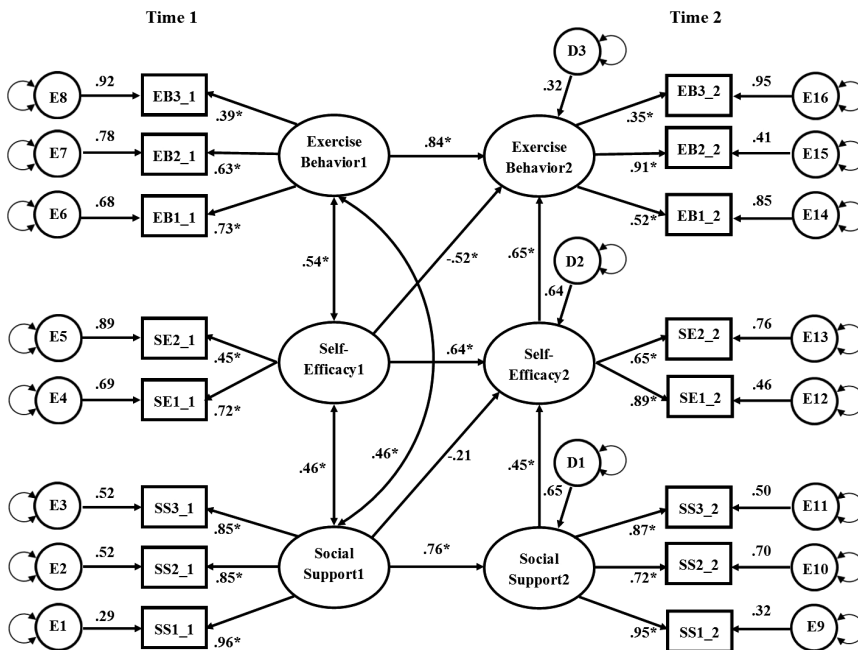 Time 1 Time 2
D3
E8 .92 EB3_1 .39* .32 EB3_2 .95 E16
.35*
E7 .78 EB2_1 .63* Exercise Behavior1 .84* Exercise Behavior2 .91* EB2_2 .41 E15
E6 .68 EB1_1 .73* .52* EB1_2 .85 E14
.54* -.52* .65* D2
.64
E5 .89 SE2_1 .45* Self-Efficacy1 .64* Self-Efficacy2 .65* SE2_2 .76 E13
E4 .69 SE1_1 .72* .89* SE1_2 .46 E12
.46* .46* -.21 .45* D1
.65
E3 .52 SS3_1 .85* .87* SS3_2 .50 E11
E2 .52 SS2_1 .85* Social Support1 .76* Social Support2 .72* SS2_2 .70 E10
E1 .29 SS1_1 .96* .95* SS1_2 .32 E9